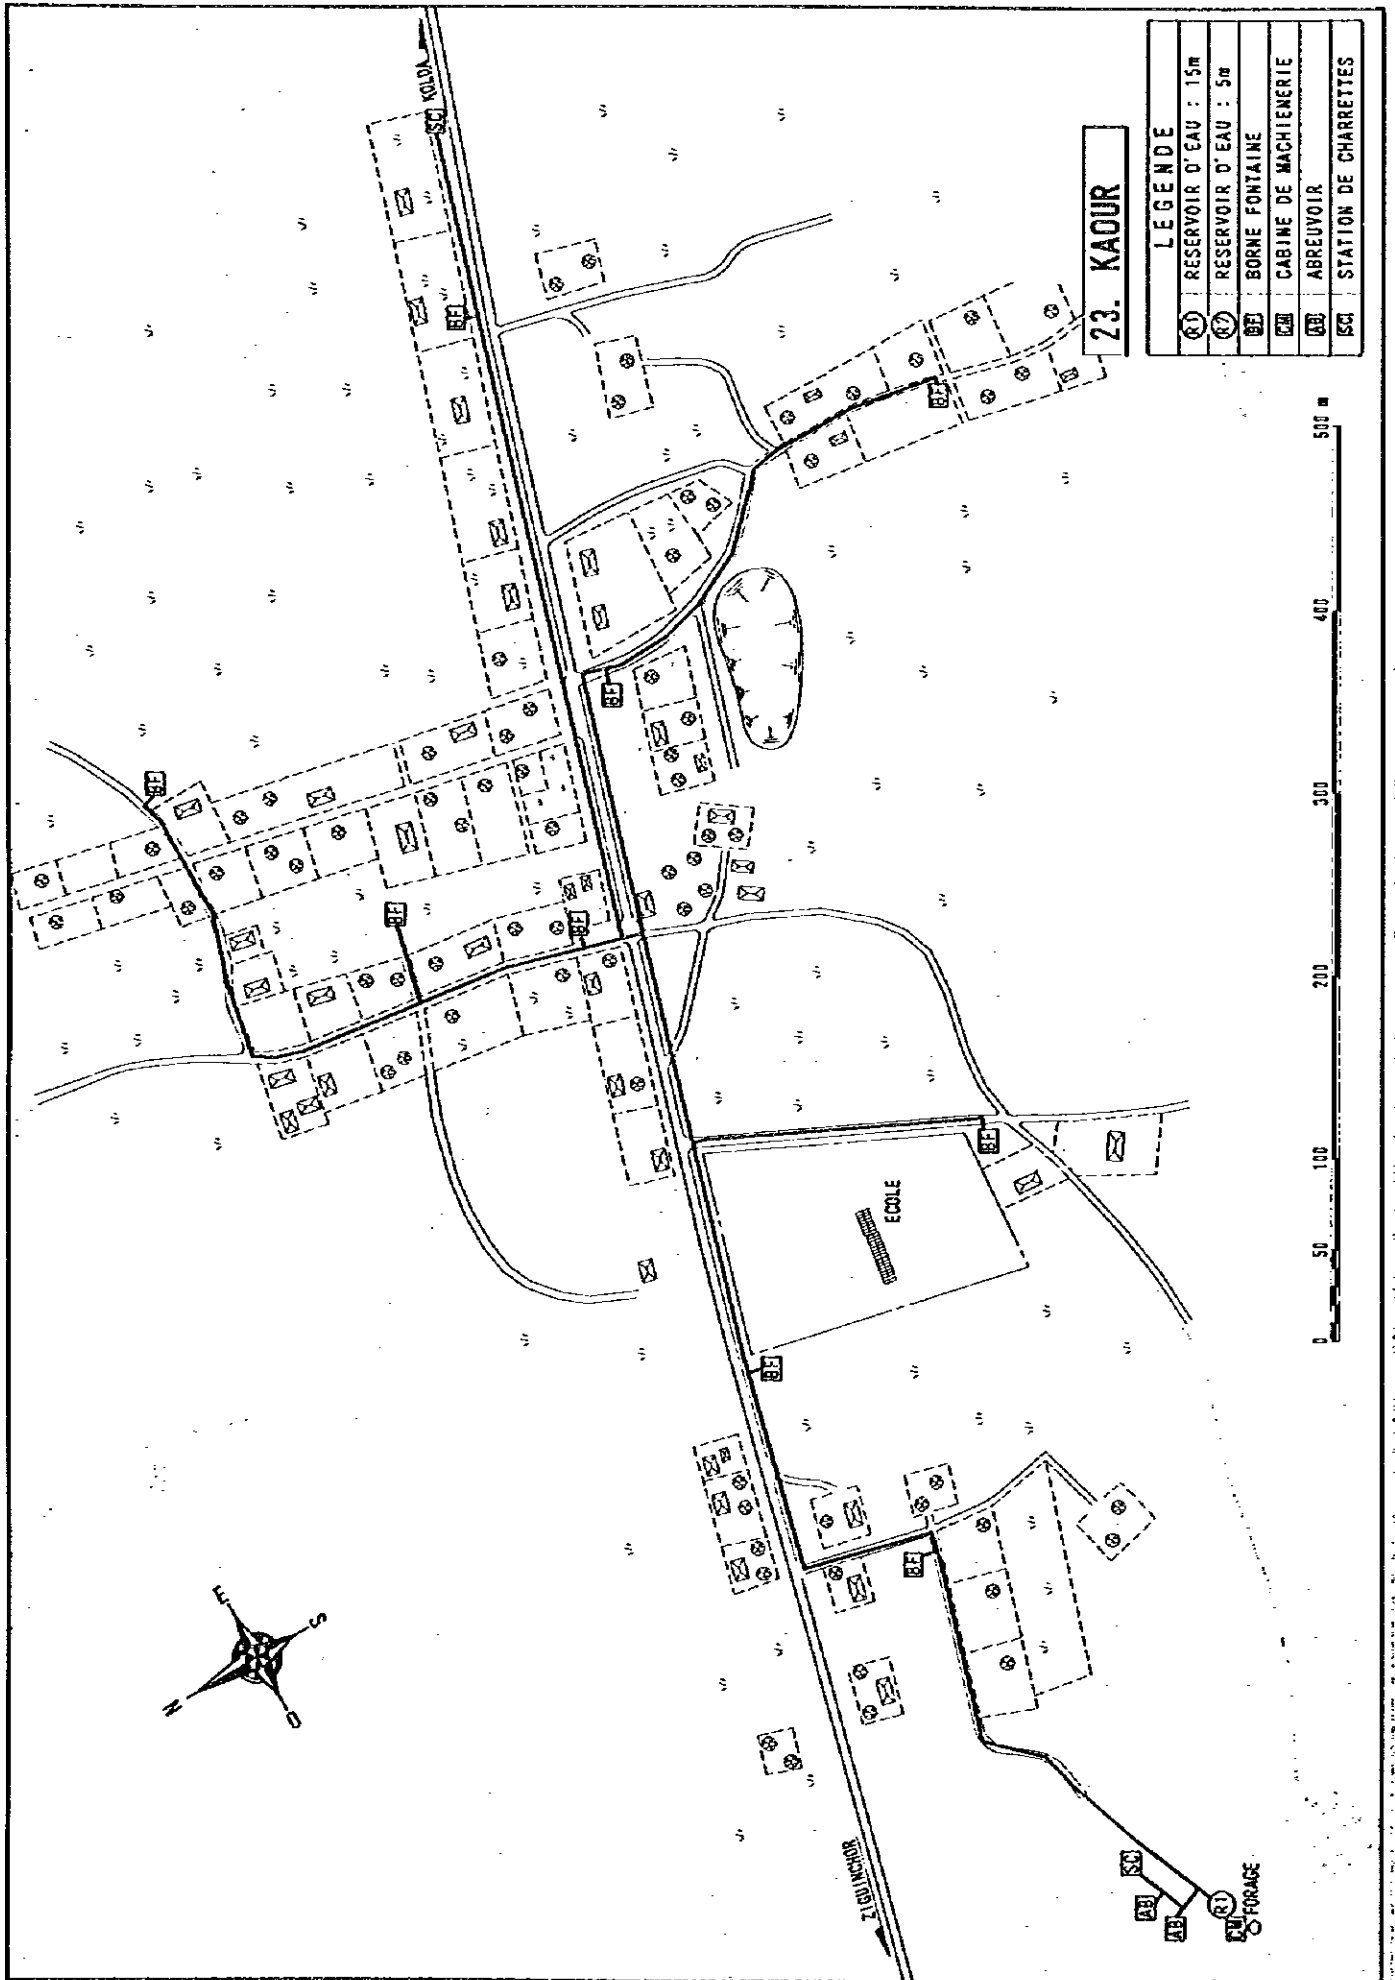 KOLDA
SC
BF
BF
BF
BF
BF
BF
BF
BF
BF
BF
ECOLE
N
E
S
O
ZIGUINCHOR
SC
AB
AB
R1
CM
FORAGE
0 50 100 200 300 400 500 m
23. KAOUR
LEGENDE
R1 : RESERVOIR D'EAU : 15m
R2 : RESERVOIR D'EAU : 5m
BF : BORNE FONTAINE
CM : CABINE DE MACHIENERIE
AB : ABREUVOIR
SC : STATION DE CHARRETTES